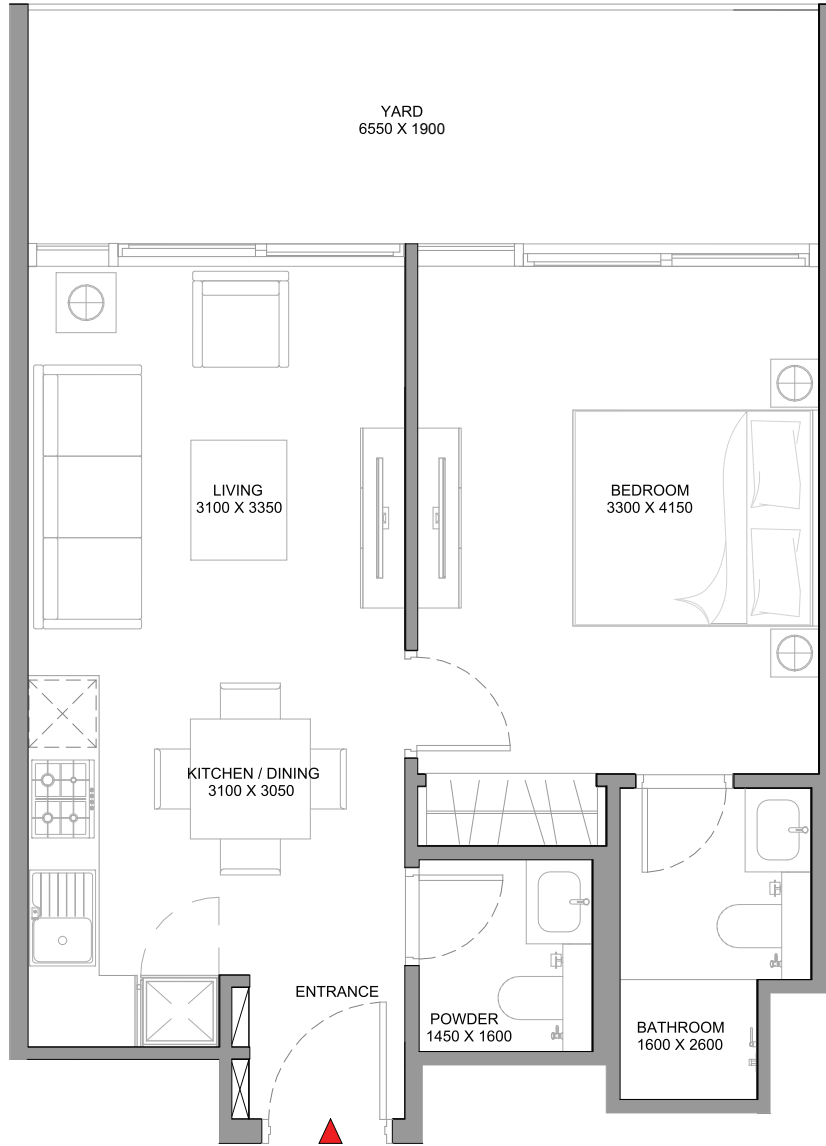 YARD
6550 X 1900
LIVING
3100 X 3350
BEDROOM
3300 X 4150
KITCHEN / DINING
3100 X 3050
ENTRANCE
POWDER
1450 X 1600
BATHROOM
1600 X 2600